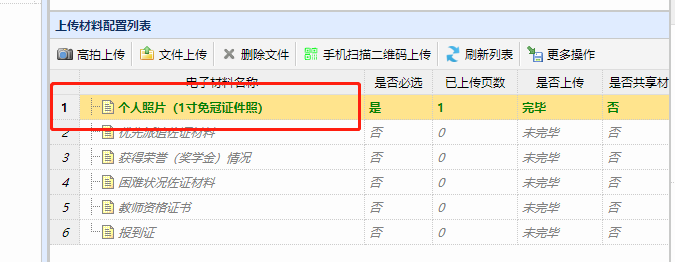 上传材料配置列表
高拍上传 文件上传 删除文件 手机扫描二维码上传 刷新列表 更多操作
电子材料名称 是否必选 已上传页数 是否上传 是否共享材
1 个人照片（1寸免冠证件照） 是 1 完毕 否
2 优先派遣佐证材料 否 0 未完毕 否
3 获得荣誉（奖学金）情况 否 0 未完毕 否
4 困难状况佐证材料 否 0 未完毕 否
5 教师资格证书 否 0 未完毕 否
6 报到证 否 0 未完毕 否